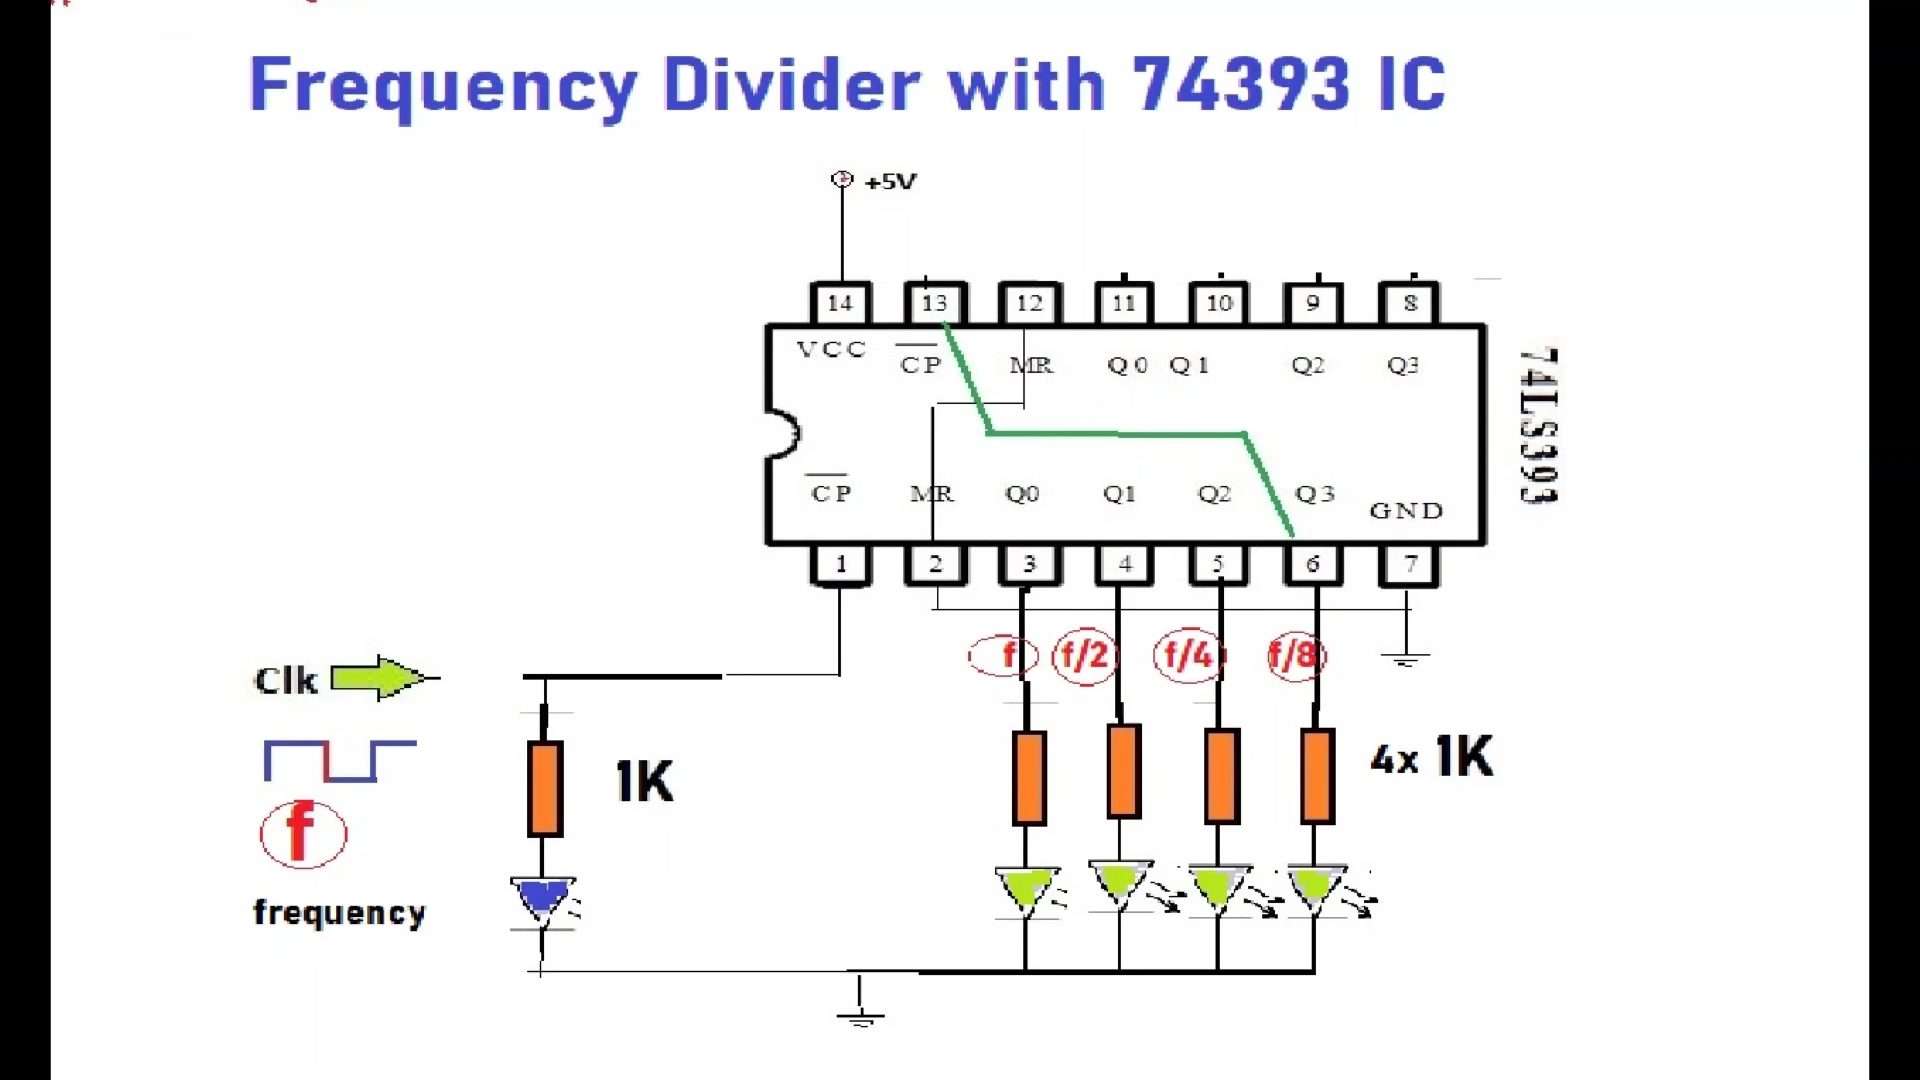 Frequency Divider with 74393 IC
+5V
14 13 12 11 10 9 8
VCC CP MR Q0 Q1 Q2 Q3
74LS393
CP MR Q0 Q1 Q2 Q3 GND
1 2 3 4 5 6 7
f f/2 f/4 f/8
Clk
1K
4x 1K
f
frequency